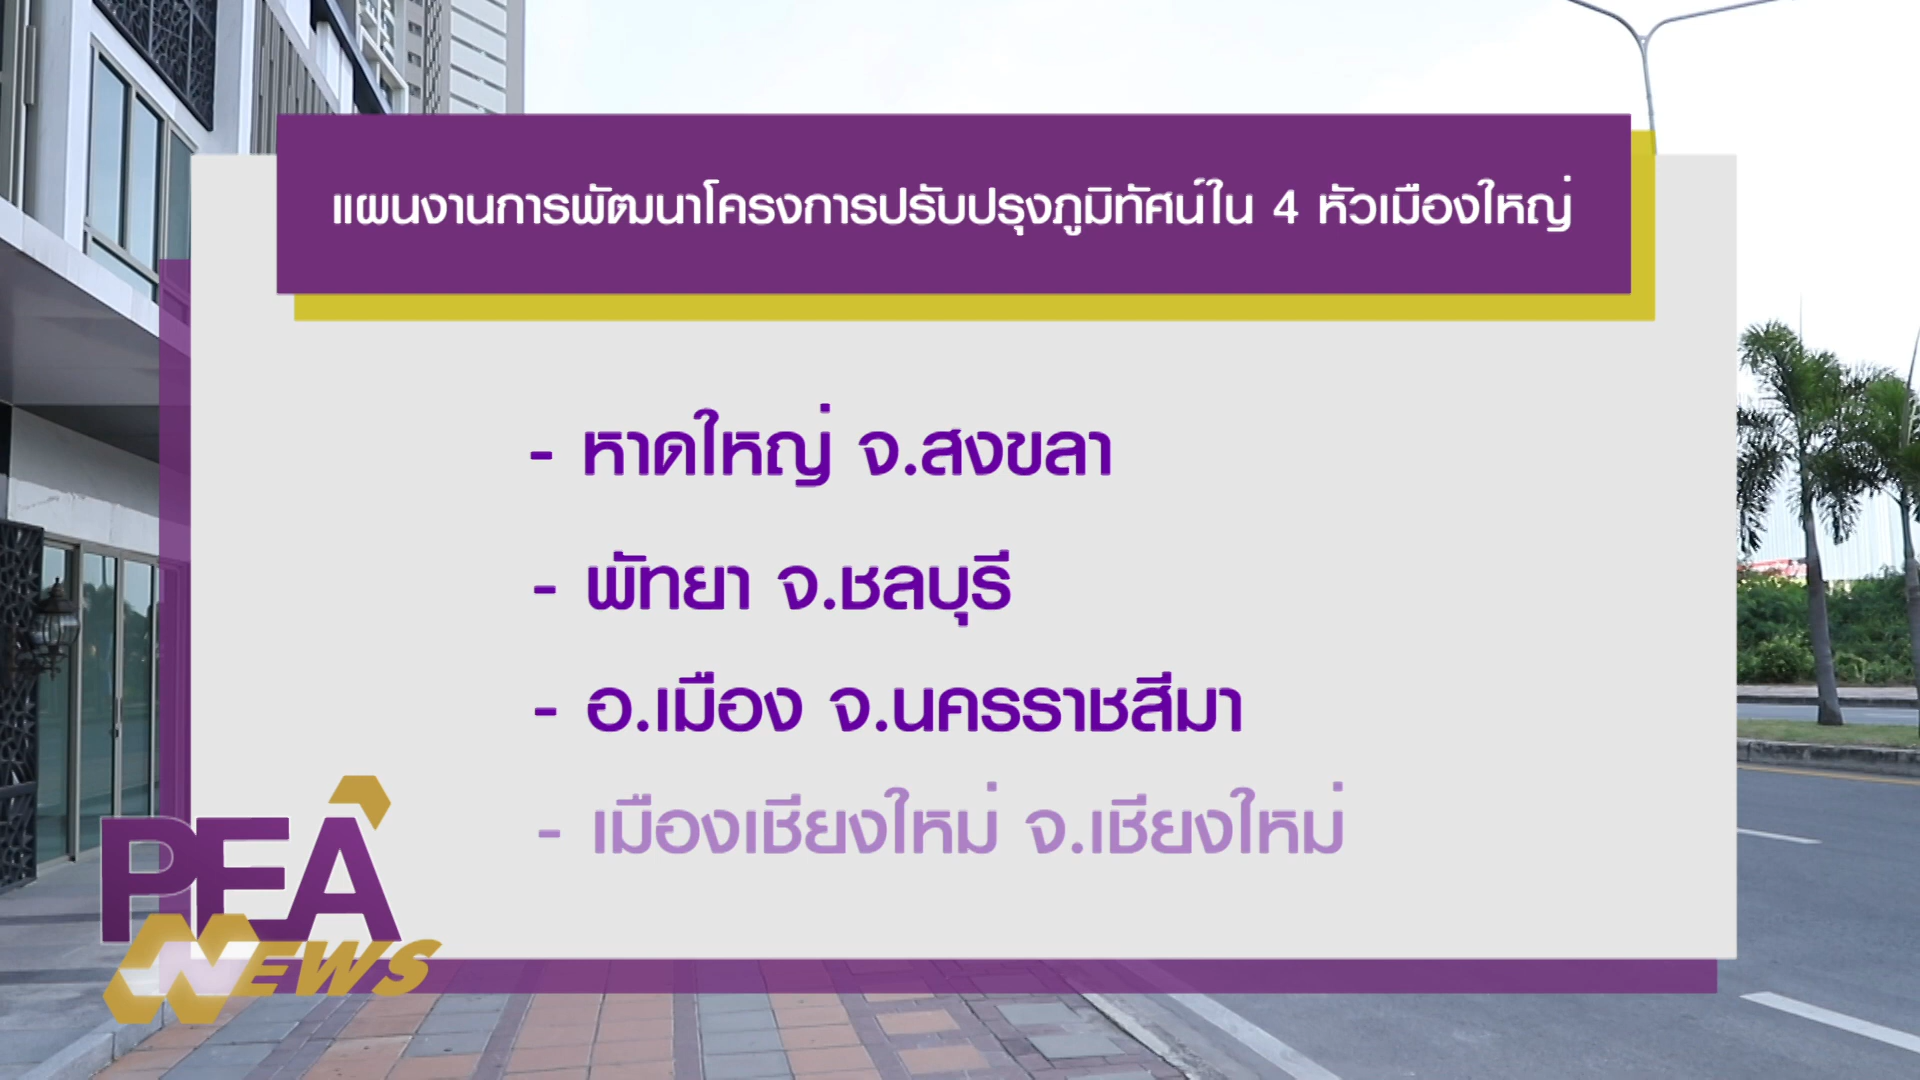 แผนงานการพัฒนาโครงการปรับปรุงภูมิทัศน์ใน 4 หัวเมืองใหญ่
- หาดใหญ่ จ.สงขลา
- พัทยา จ.ชลบุรี
- อ.เมือง จ.นครราชสีมา
- เมืองเชียงใหม่ จ.เชียงใหม่
PEA
NEWS